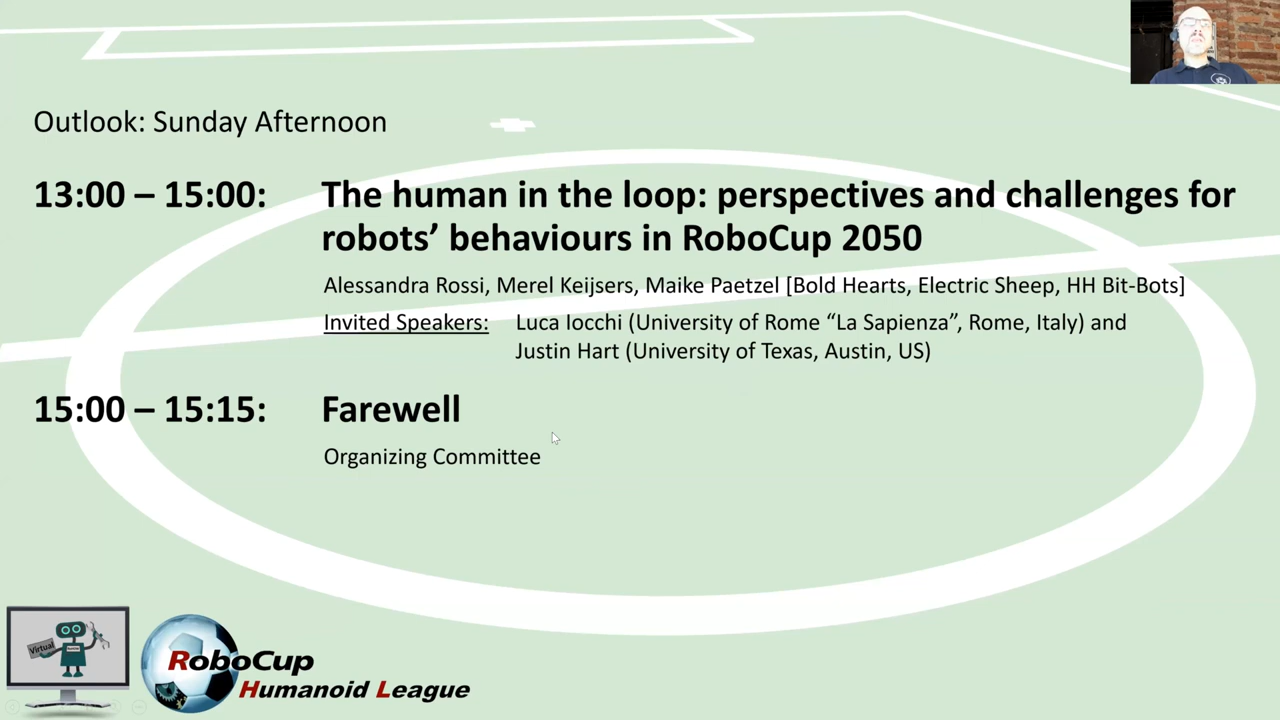 Outlook: Sunday Afternoon
13:00 – 15:00: The human in the loop: perspectives and challenges for
robots’ behaviours in RoboCup 2050
Alessandra Rossi, Merel Keijsers, Maike Paetzel [Bold Hearts, Electric Sheep, HH Bit-Bots]
Invited Speakers: Luca Iocchi (University of Rome “La Sapienza”, Rome, Italy) and
Justin Hart (University of Texas, Austin, US)
15:00 – 15:15: Farewell
Organizing Committee
Virtual
RoboCup
Humanoid League